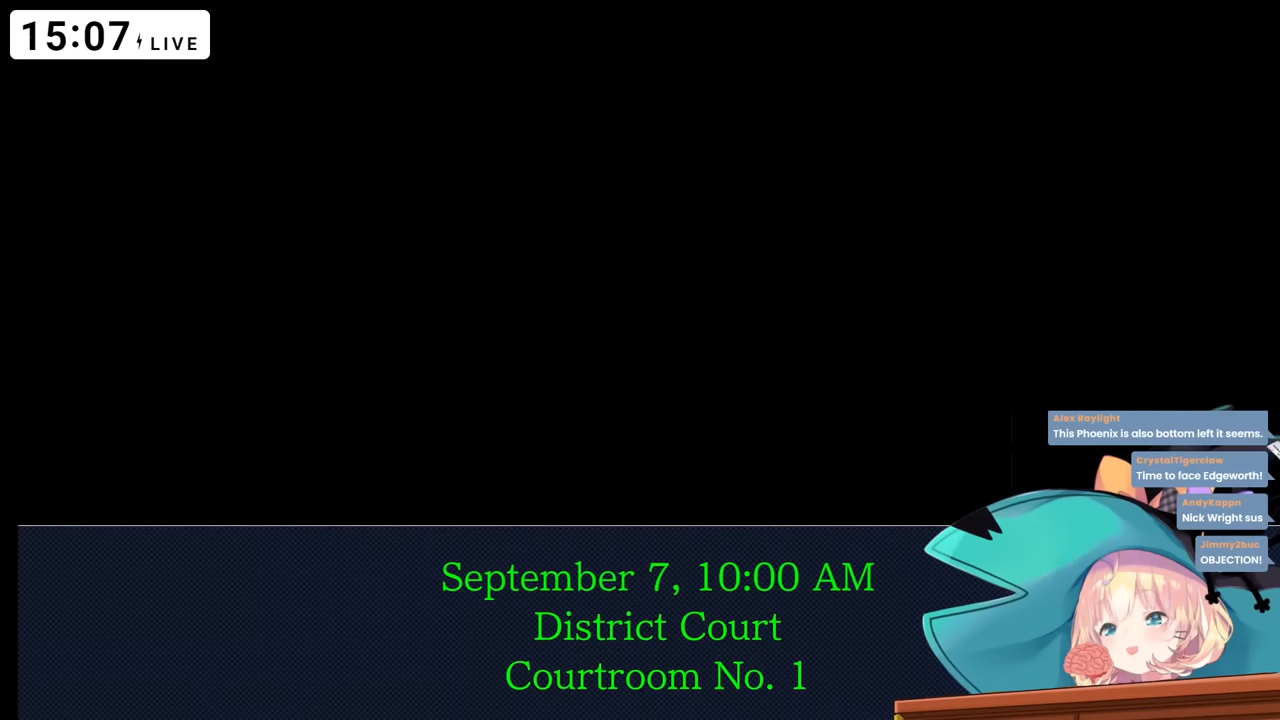 15:07 LIVE
Alex Raylight
This Phoenix is also bottom left it seems.
CrystalTigerclaw
Time to face Edgeworth!
AndyKappn
Nick Wright sus
Jimmy2buc
OBJECTION!
September 7, 10:00 AM
District Court
Courtroom No. 1